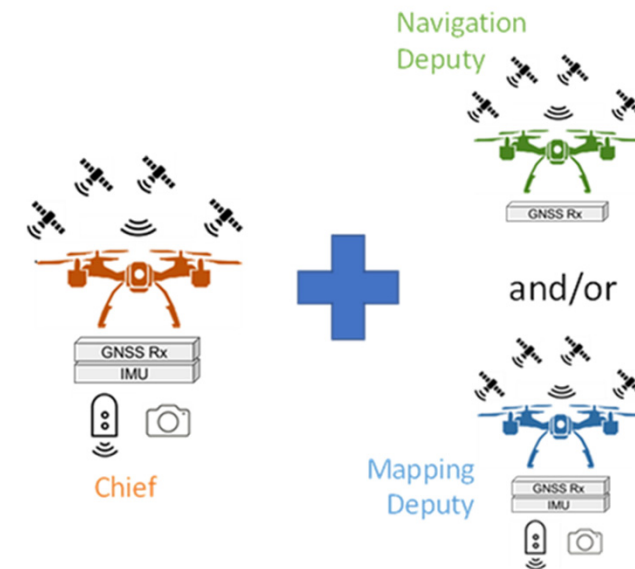 Navigation
Deputy
GNSS Rx
and/or
GNSS Rx
IMU
Chief
Mapping
Deputy
GNSS Rx
IMU